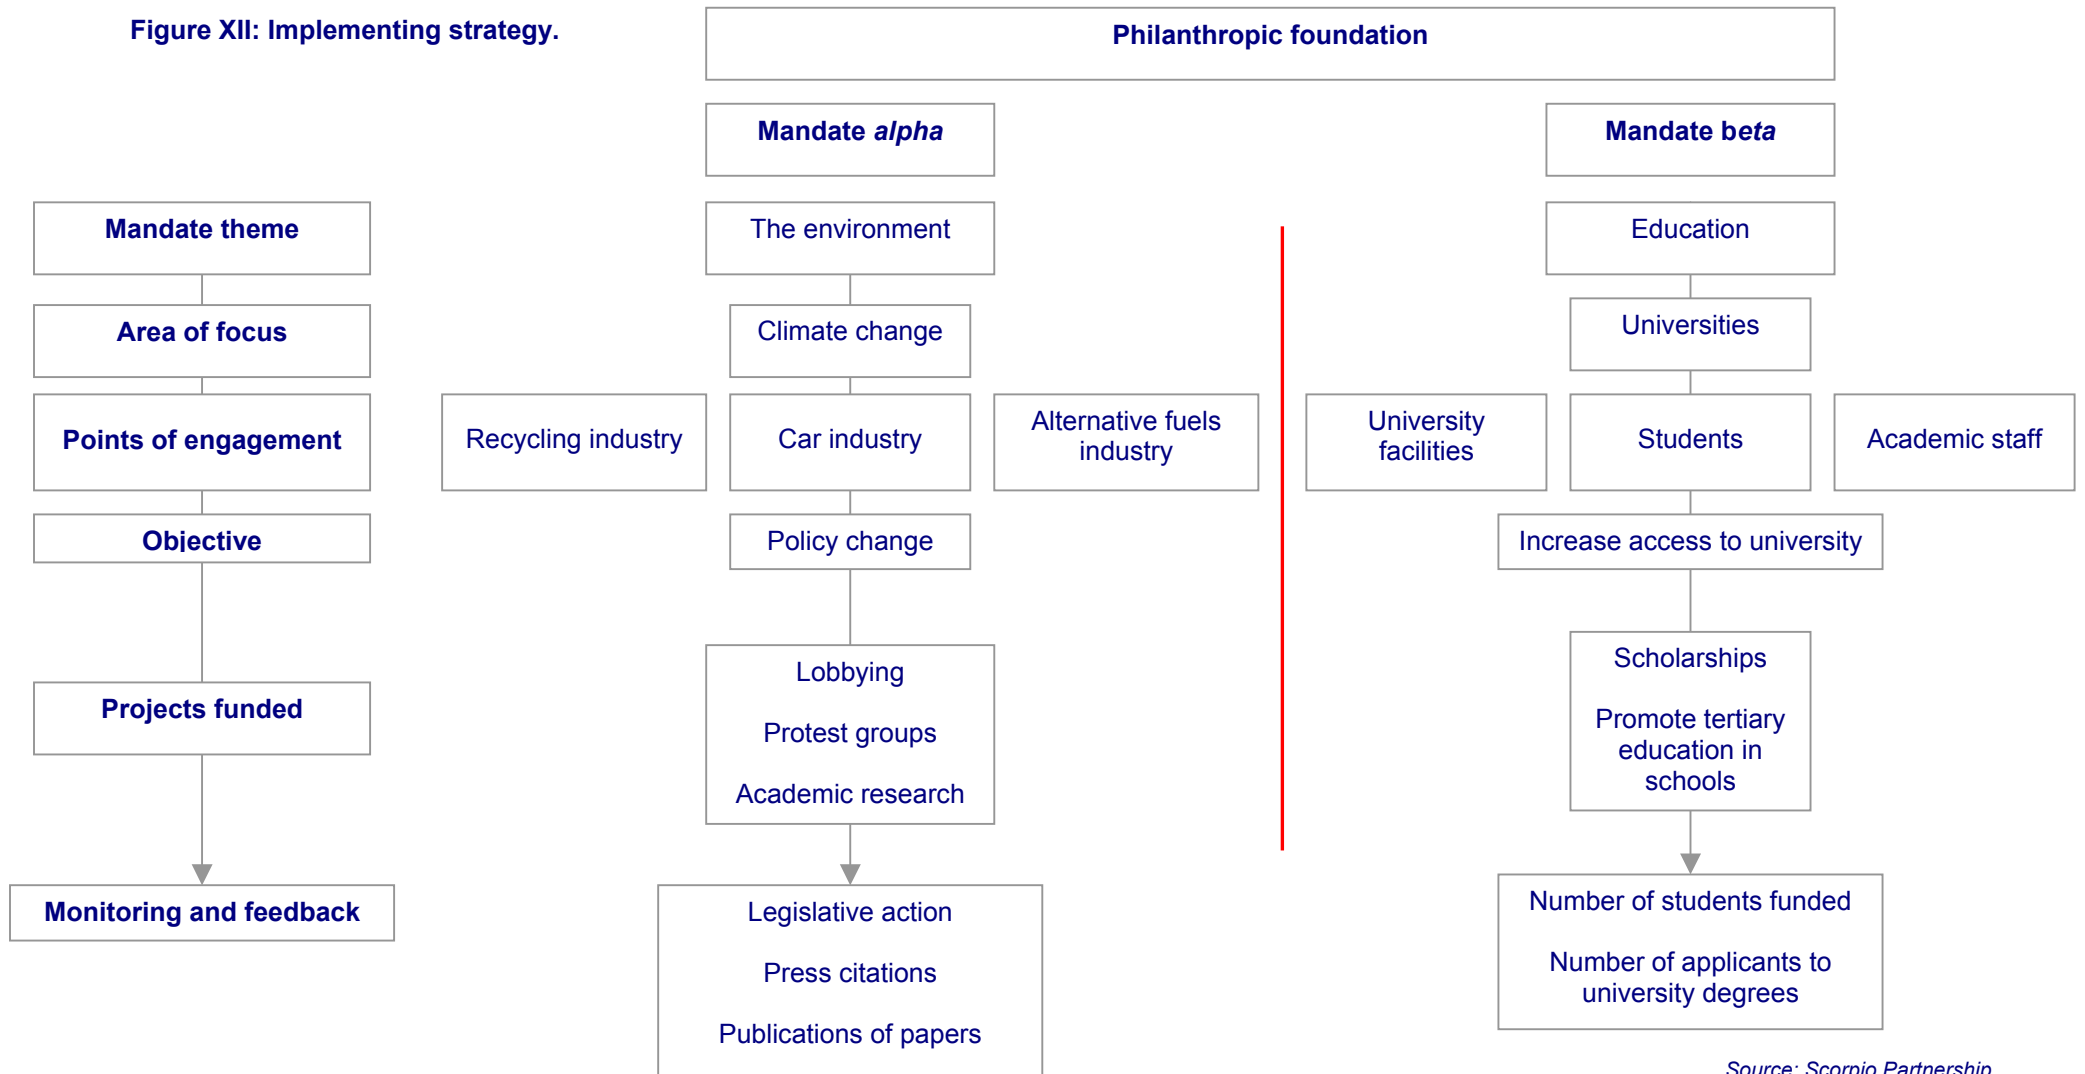 Figure XII: Implementing strategy.
Philanthropic foundation
Mandate alpha
Mandate beta
Mandate theme
The environment
Education
Area of focus
Climate change
Universities
Points of engagement
Recycling industry
Car industry
Alternative fuels
industry
University
facilities
Students
Academic staff
Objective
Policy change
Increase access to university
Projects funded
Lobbying
Protest groups
Academic research
Scholarships
Promote tertiary
education in
schools
Monitoring and feedback
Legislative action
Press citations
Publications of papers
Number of students funded
Number of applicants to
university degrees
Source: Scorpio Partnership